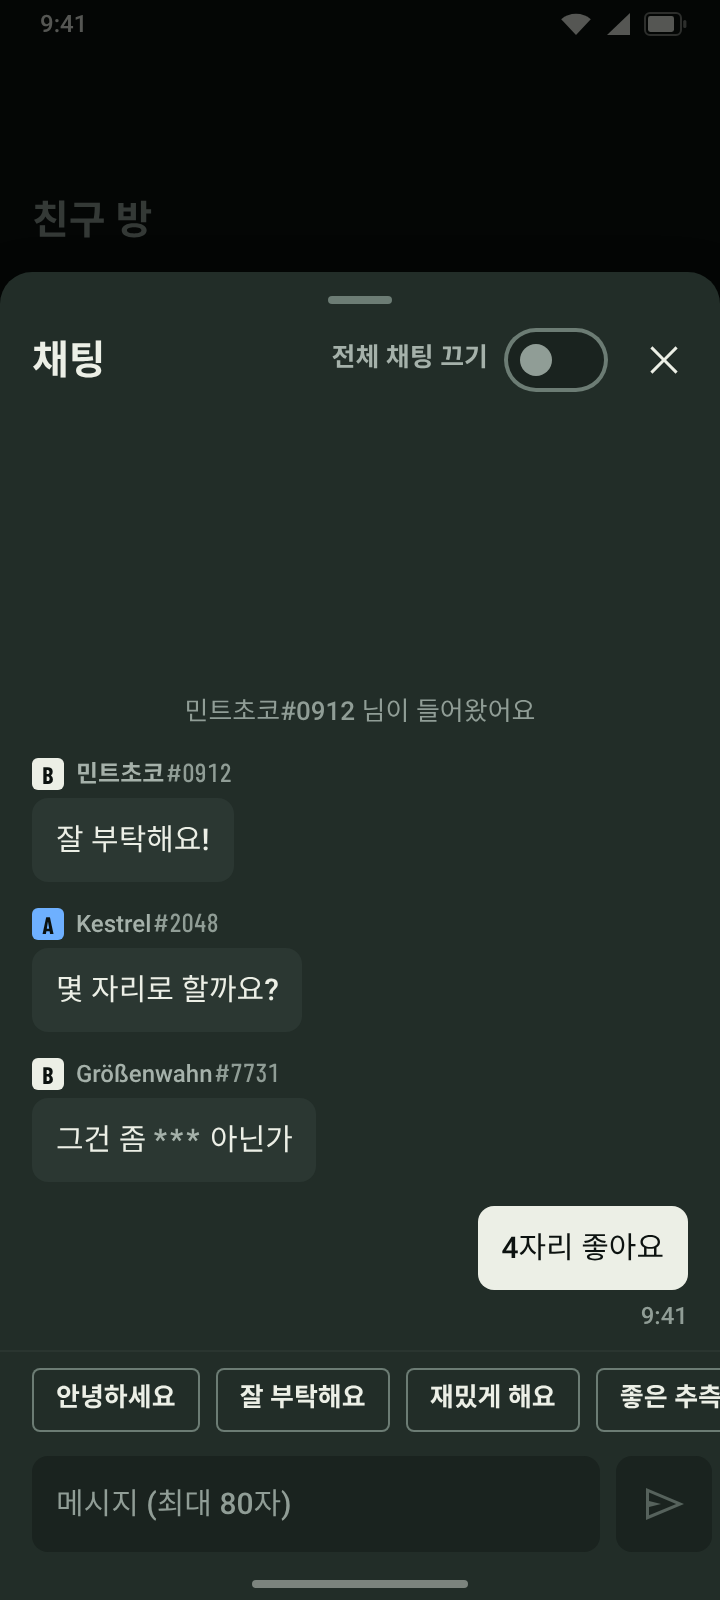 9:41
친구 방
채팅
전체 채팅 끄기
민트초코#0912 님이 들어왔어요
B 민트초코#0912
잘 부탁해요!
A Kestrel#2048
몇 자리로 할까요?
B Größenwahn#7731
그건 좀 *** 아닌가
4자리 좋아요
9:41
안녕하세요 잘 부탁해요 재밌게 해요 좋은 추측
메시지 (최대 80자)